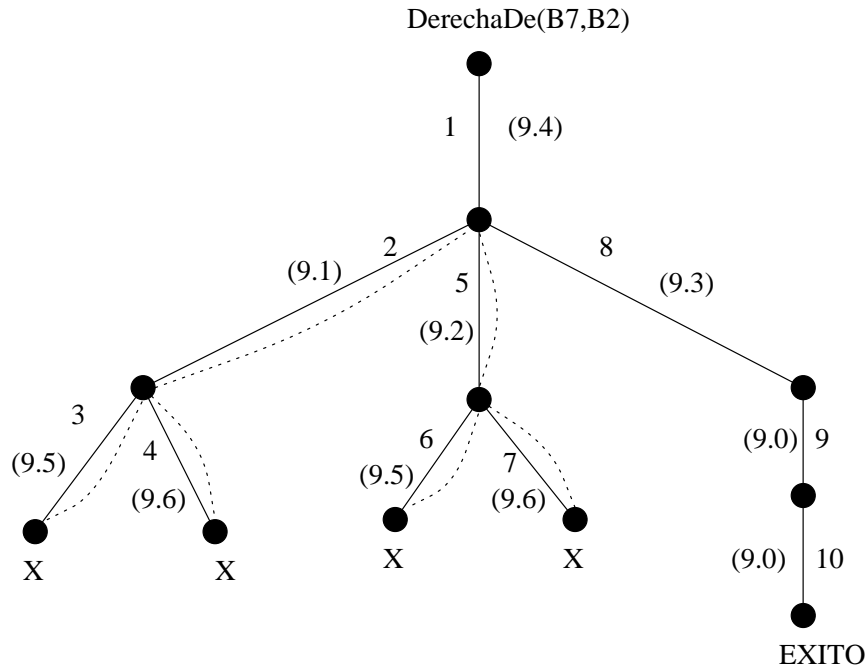 DerechaDe(B7,B2)
1 (9.4)
2 8
(9.1) 5 (9.3)
(9.2)
3 6 (9.0) 9
4 7
(9.5) (9.5)
(9.6) (9.6)
X X X X (9.0) 10
EXITO